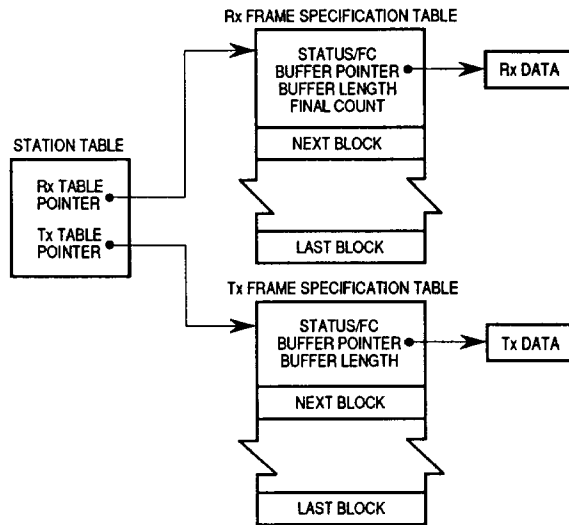 Rx FRAME SPECIFICATION TABLE
STATUS/FC
BUFFER POINTER
BUFFER LENGTH
FINAL COUNT
Rx DATA
NEXT BLOCK
LAST BLOCK
STATION TABLE
Rx TABLE
POINTER
Tx TABLE
POINTER
Tx FRAME SPECIFICATION TABLE
STATUS/FC
BUFFER POINTER
BUFFER LENGTH
Tx DATA
NEXT BLOCK
LAST BLOCK